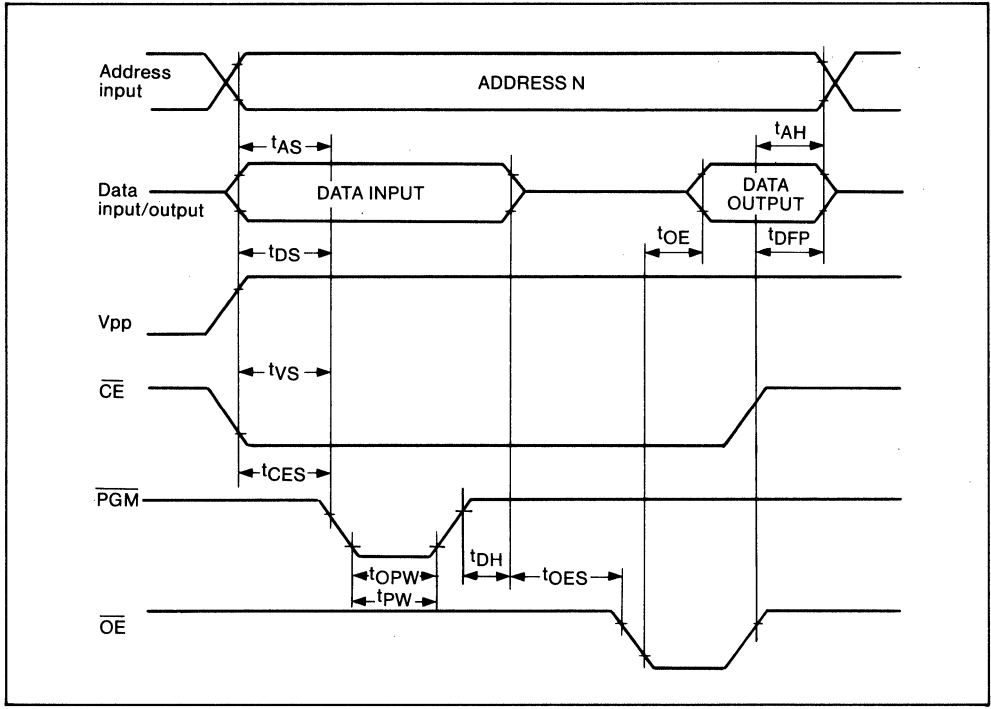 Address
input
ADDRESS N
tAS
tAH
Data
input/output
DATA INPUT
DATA
OUTPUT
tDS
tOE
tDFP
Vpp
tVS
CE
tCES
PGM
tDH
tOES
tOPW
tPW
OE